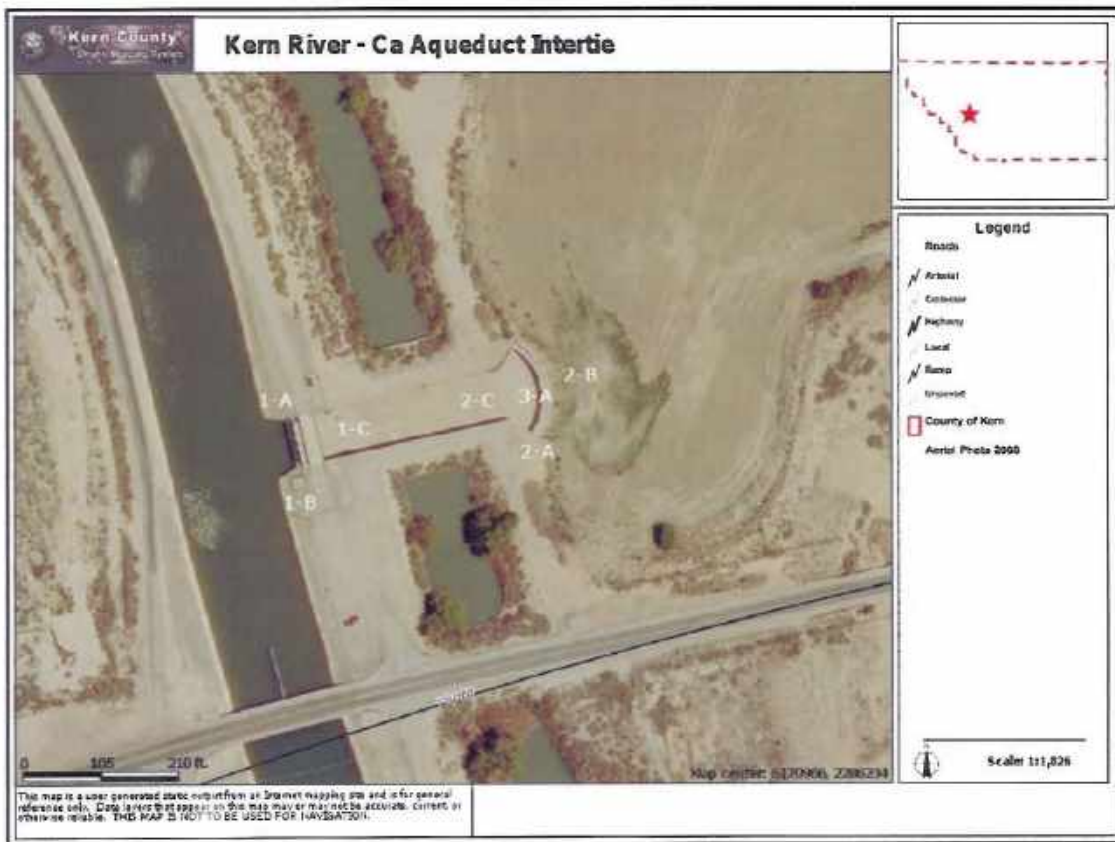 Kern County
Kern River - Ca Aqueduct Intertie
1-A
1-B
1-C
2-C
3-A
2-B
2-A
0 105 210 ft.
Map center: 6170966, 2286234
Legend
Roads
Arterial
Collector
Highway
Local
Ramp
Unpaved
County of Kern
Aerial Photo 2008
Scale: 1:1,826
This map is a user generated static output from an Internet mapping site and is for general
reference only. Data layers that appear on this map may or may not be accurate, current, or
otherwise reliable. THIS MAP IS NOT TO BE USED FOR NAVIGATION.